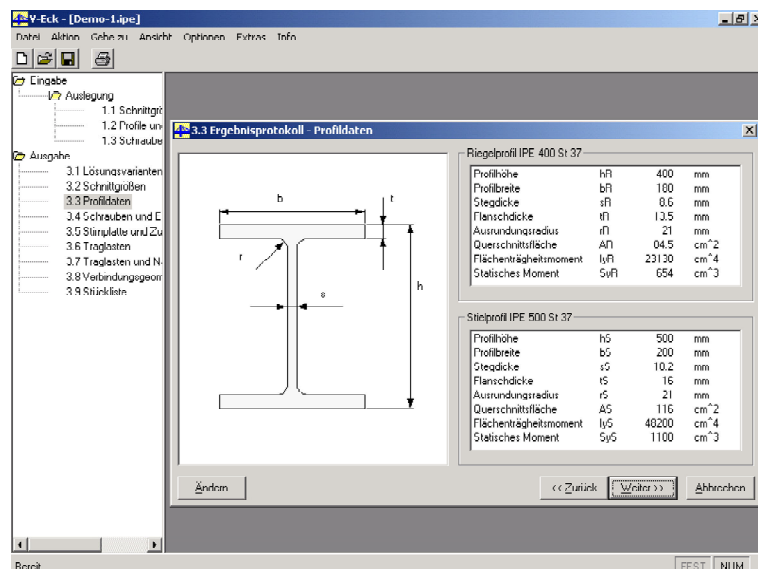 Y-Eck - [Demo-1.ipe]
Datei Aktion Gehe zu Ansicht Optionen Extras Info
Eingabe
Auslegung
1.1 Schnittgrö
1.2 Profile un
1.3 Schraube
Ausgabe
3.1 Lösungsvarianten
3.2 Schnittgrößen
3.3 Profildaten
3.4 Schrauben und E
3.5 Stirnplatte und Zu
3.6 Traglasten
3.7 Traglasten und N
3.8 Verbindungsgeom
3.9 Stückliste
3.3 Ergebnisprotokoll - Profildaten
b
t
r
s
h
Riegelprofil IPE 400 St 37
Profilhöhe hR 400 mm
Profilbreite bR 180 mm
Stegdicke sR 8.6 mm
Flanschdicke tR 13.5 mm
Ausrundungsradius rR 21 mm
Querschnittsfläche AR 84.5 cm^2
Flächenträgheitsmoment IyR 23130 cm^4
Statisches Moment SyR 654 cm^3
Stielprofil IPE 500 St 37
Profilhöhe hS 500 mm
Profilbreite bS 200 mm
Stegdicke sS 10.2 mm
Flanschdicke tS 16 mm
Ausrundungsradius rS 21 mm
Querschnittsfläche AS 116 cm^2
Flächenträgheitsmoment IyS 48200 cm^4
Statisches Moment SyS 1100 cm^3
Ändern
<< Zurück
Weiter >>
Abbrechen
Bereit
FEST NUM